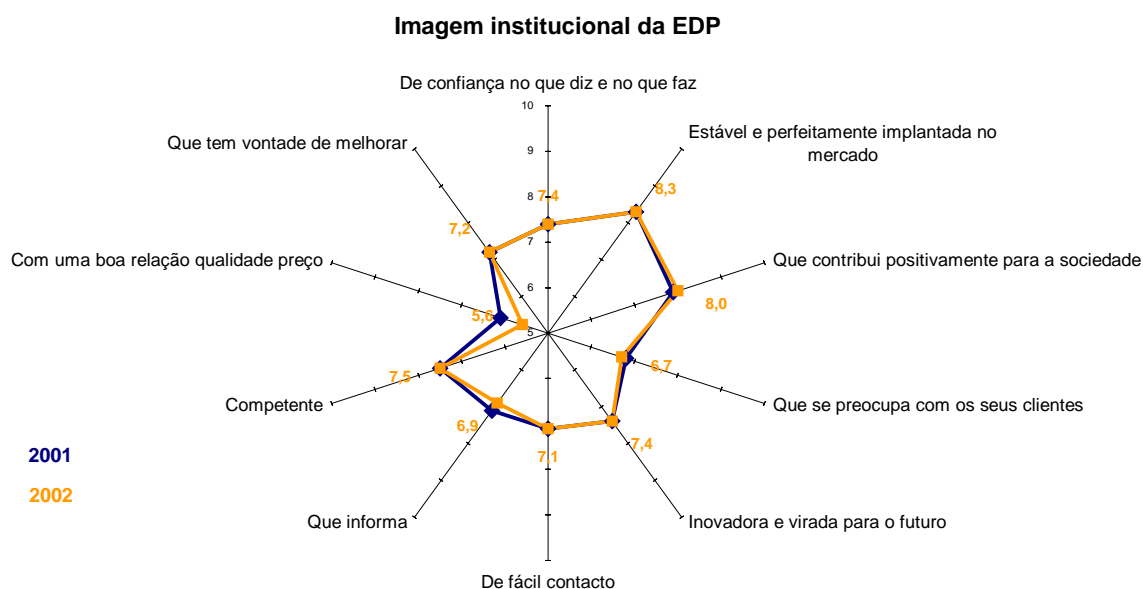 Imagem institucional da EDP
De confiança no que diz e no que faz
10
Estável e perfeitamente implantada no
mercado
Que tem vontade de melhorar
9
8
7,4
8,3
7,2
7
Com uma boa relação qualidade preço
Que contribui positivamente para a sociedade
6
8,0
5,6
5
6,7
7,5
Competente
Que se preocupa com os seus clientes
6,9
7,4
7,1
2001
2002
Que informa
Inovadora e virada para o futuro
De fácil contacto